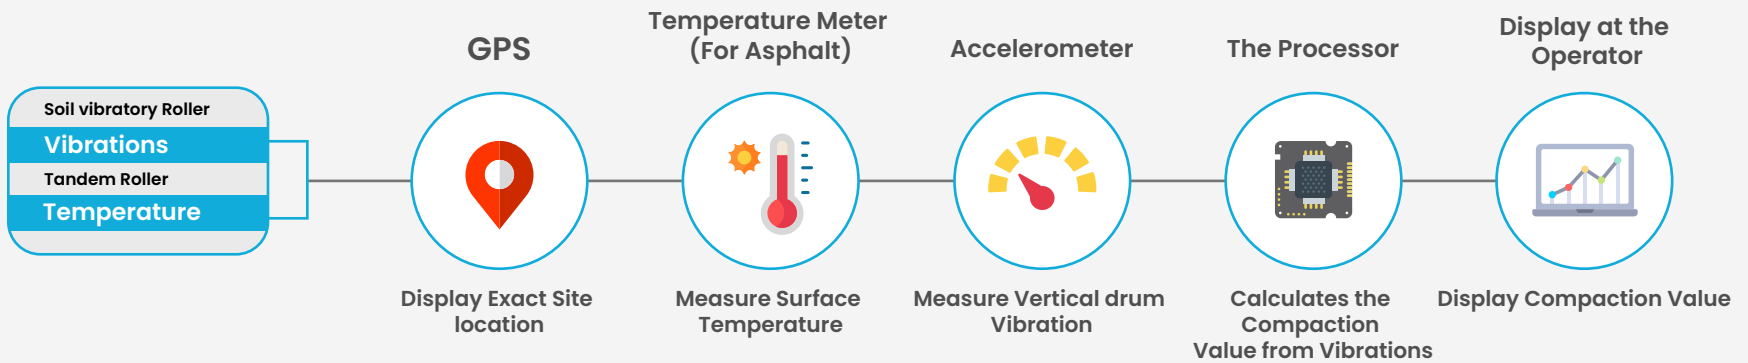 Soil vibratory Roller
Vibrations
Tandem Roller
Temperature
GPS
Display Exact Site
location
Temperature Meter
(For Asphalt)
Measure Surface
Temperature
Accelerometer
Measure Vertical drum
Vibration
The Processor
Calculates the
Compaction
Value from Vibrations
Display at the
Operator
Display Compaction Value